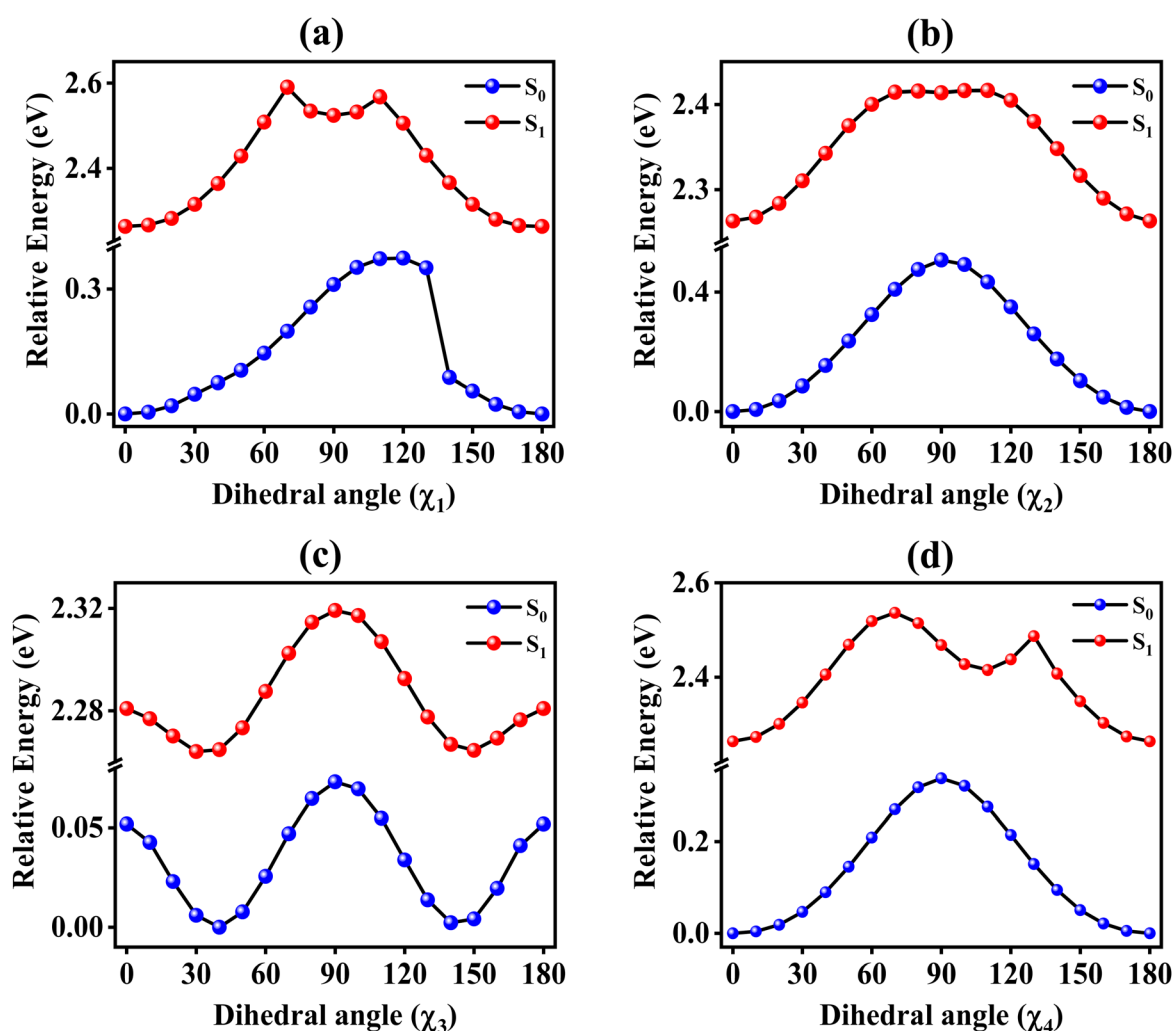 (a)
Relative Energy (eV)
2.6
2.4
0.3
0.0
S₀
S₁
0 30 60 90 120 150 180
Dihedral angle (χ₁)
(b)
Relative Energy (eV)
2.4
2.3
0.4
0.0
S₀
S₁
0 30 60 90 120 150 180
Dihedral angle (χ₂)
(c)
Relative Energy (eV)
2.32
2.28
0.05
0.00
S₀
S₁
0 30 60 90 120 150 180
Dihedral angle (χ₃)
(d)
Relative Energy (eV)
2.6
2.4
0.2
0.0
S₀
S₁
0 30 60 90 120 150 180
Dihedral angle (χ₄)